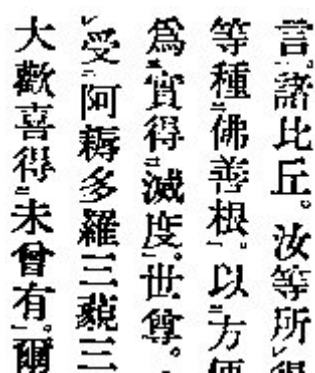 言。諸比丘。汝等所
等種佛善根。以方
為實得滅度。世尊。
受阿耨多羅三藐三
大歡喜得未曾有。爾